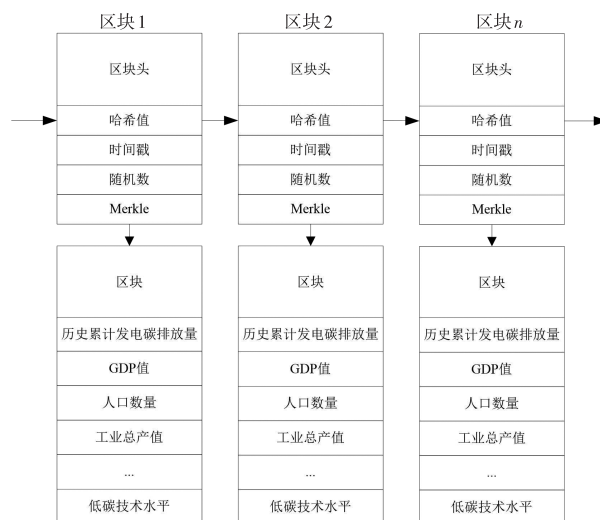 区块1
区块2
区块n
区块头
区块头
区块头
哈希值
哈希值
哈希值
时间戳
时间戳
时间戳
随机数
随机数
随机数
Merkle
Merkle
Merkle
区块
区块
区块
历史累计发电碳排放量
历史累计发电碳排放量
历史累计发电碳排放量
GDP值
GDP值
GDP值
人口数量
人口数量
人口数量
工业总产值
工业总产值
工业总产值
...
...
...
低碳技术水平
低碳技术水平
低碳技术水平